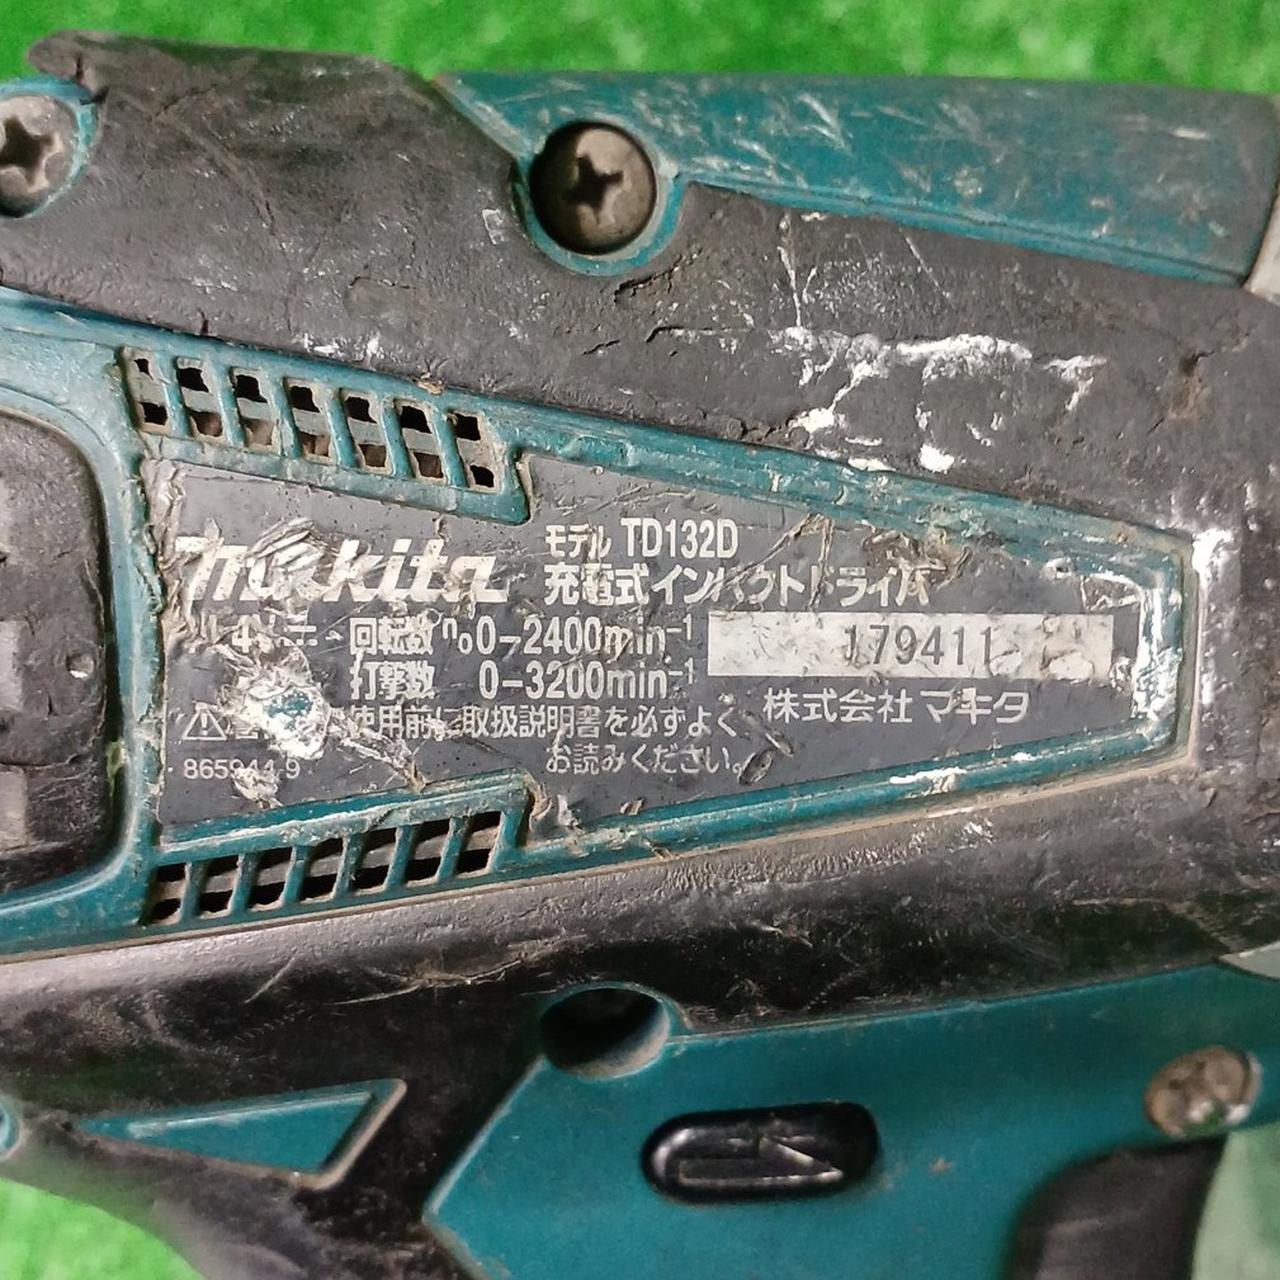 makita
モデル TD132D
充電式インパクトドライバ
回転数 n₀0-2400min⁻¹
打撃数 0-3200min⁻¹
179411
株式会社マキタ
使用前に取扱説明書を必ずよく
お読みください。